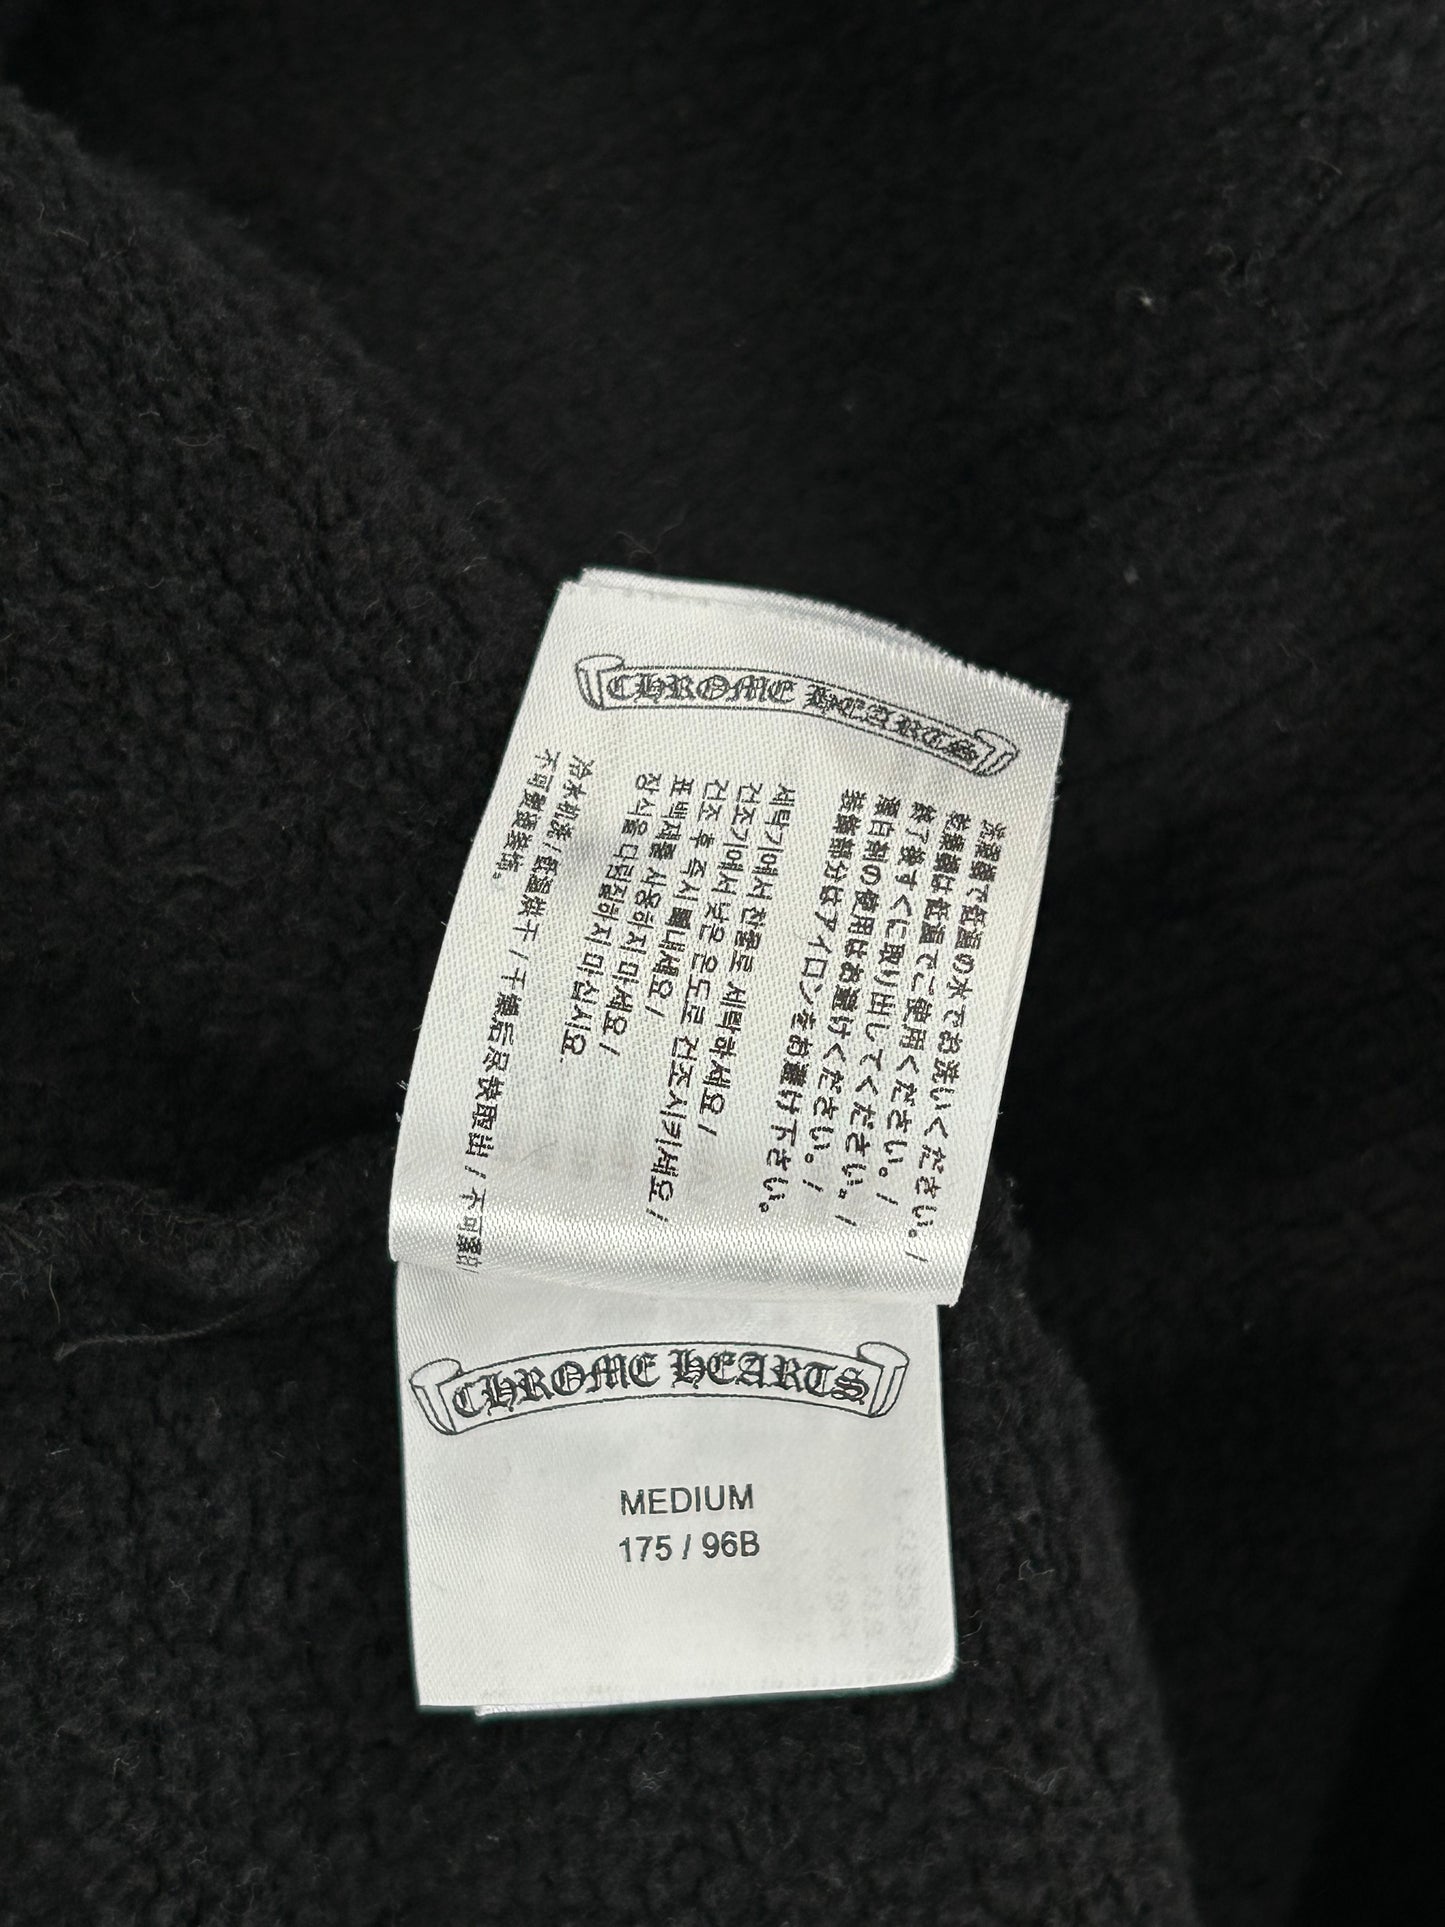 CHROME HEARTS
洗濯機で低温の水でお洗いください。/
乾燥機は低温でご使用ください。/
終了後すぐに取り出してください。/
漂白剤の使用はお避けください。/
装飾部分はアイロンをお避け下さい。
세탁기에서 찬물로 세탁하세요 /
건조기에서 낮은 온도로 건조시키세요 /
건조 후 즉시 꺼내세요 /
표백제를 사용하지 마세요 /
장식을 다림질하지 마십시요.
冷水机洗 / 低温烘干 / 干燥后尽快取出 / 不可漂白/
不可熨烫装饰。
CHROME HEARTS
MEDIUM
175 / 96B